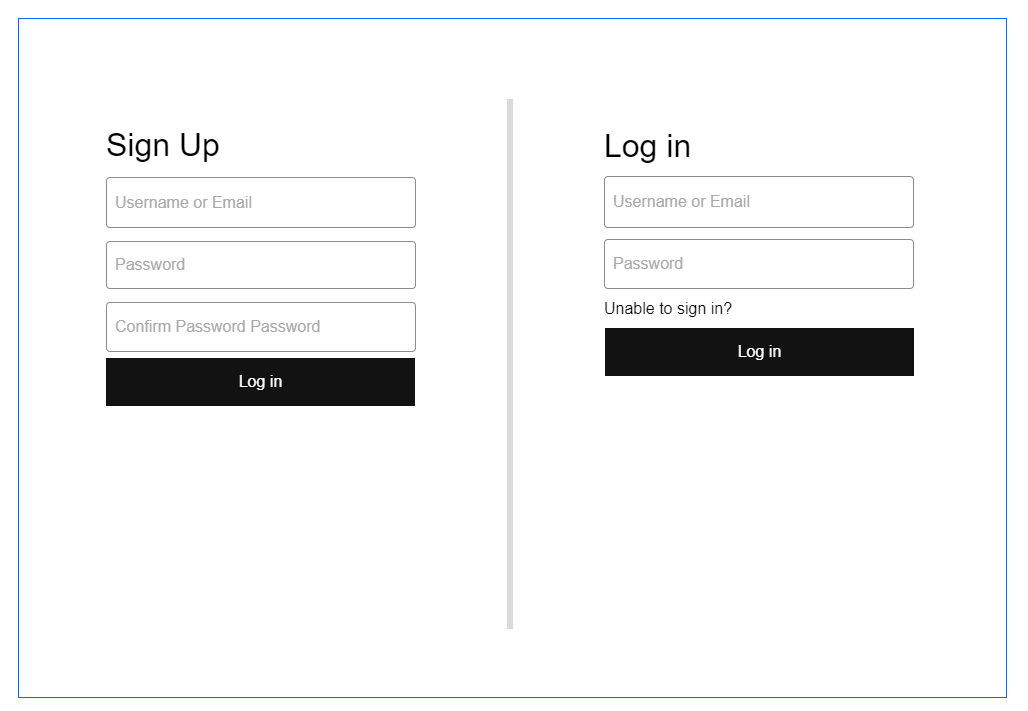 Sign Up
Username or Email
Password
Confirm Password Password
Log in
Log in
Username or Email
Password
Unable to sign in?
Log in